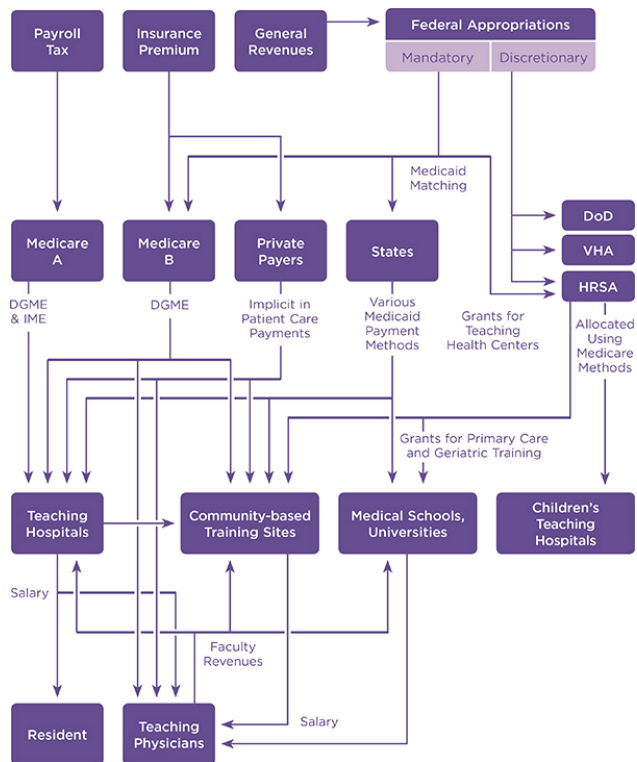 Payroll
Tax
Insurance
Premium
General
Revenues
Federal Appropriations
Mandatory
Discretionary
Medicaid
Matching
DoD
VHA
HRSA
Medicare
A
Medicare
B
Private
Payers
States
DGME
& IME
DGME
Implicit in
Patient Care
Payments
Various
Medicaid
Payment
Methods
Grants for
Teaching
Health Centers
Allocated
Using
Medicare
Methods
Grants for Primary Care
and Geriatric Training
Teaching
Hospitals
Community-based
Training Sites
Medical Schools,
Universities
Children's
Teaching
Hospitals
Salary
Faculty
Revenues
Salary
Resident
Teaching
Physicians